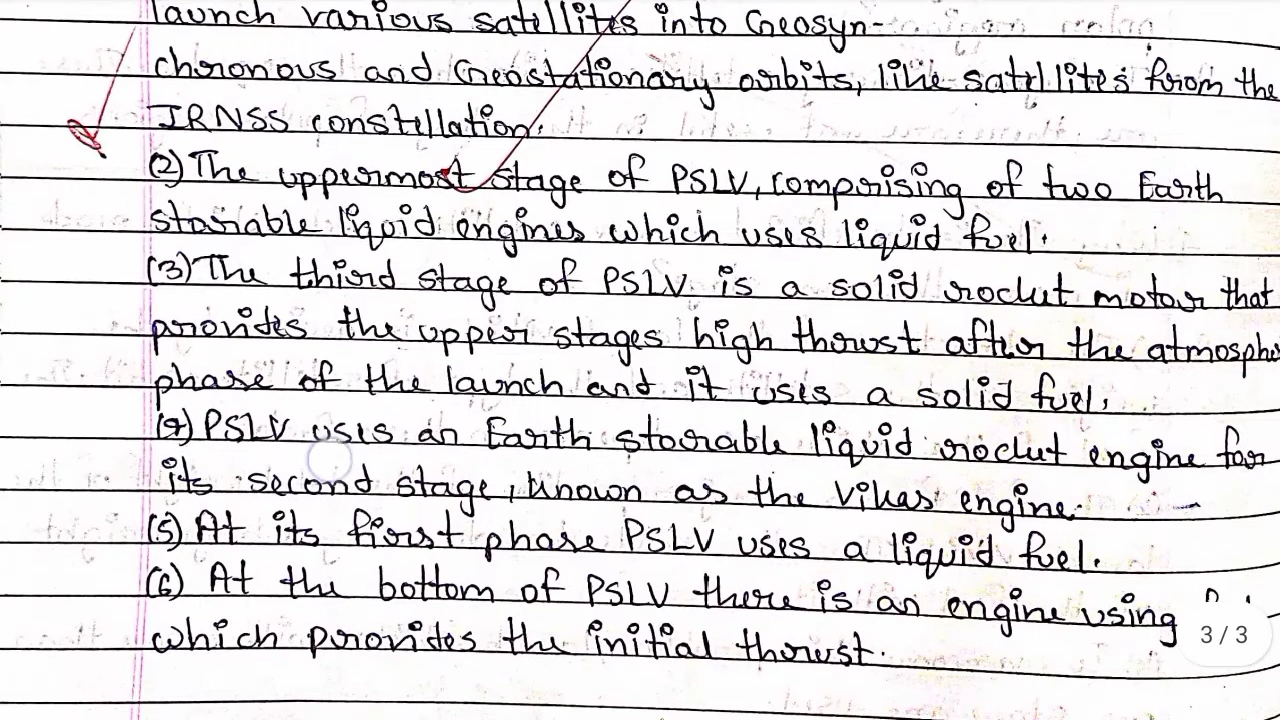 launch various satellites into Geosyn-
chronous and Geostationary orbits, like satellites from the
IRNSS constellation.
(2) The uppermost stage of PSLV, comprising of two Earth
storable liquid engines which uses liquid fuel.
(3) The third stage of PSLV is a solid rocket motor that
provides the upper stages high thrust after the atmosphe
phase of the launch and it uses a solid fuel.
(4) PSLV uses an Earth storable liquid rocket engine for
its second stage, known as the Vikas engine.
(5) At its first phase PSLV uses a liquid fuel.
(6) At the bottom of PSLV there is an engine using
which provides the initial thrust.
3/3